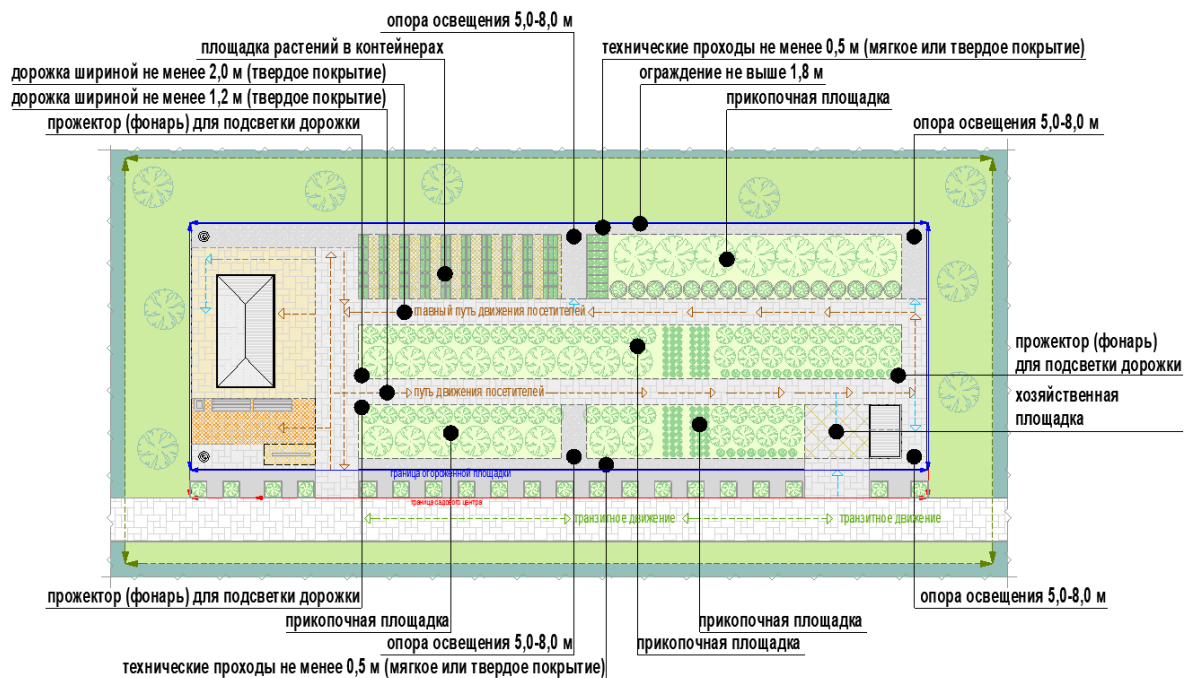 опора освещения 5,0-8,0 м
площадка растений в контейнерах
технические проходы не менее 0,5 м (мягкое или твердое покрытие)
дорожка шириной не менее 2,0 м (твердое покрытие)
ограждение не выше 1,8 м
дорожка шириной не менее 1,2 м (твердое покрытие)
прикопочная площадка
прожектор (фонарь) для подсветки дорожки
опора освещения 5,0-8,0 м
главный путь движения посетителей
прожектор (фонарь)
для подсветки дорожки
путь движения посетителей
хозяйственная
площадка
граница огороженной площадки
граница садового центра
транзитное движение
транзитное движение
прожектор (фонарь) для подсветки дорожки
опора освещения 5,0-8,0 м
прикопочная площадка
прикопочная площадка
опора освещения 5,0-8,0 м
прикопочная площадка
технические проходы не менее 0,5 м (мягкое или твердое покрытие)